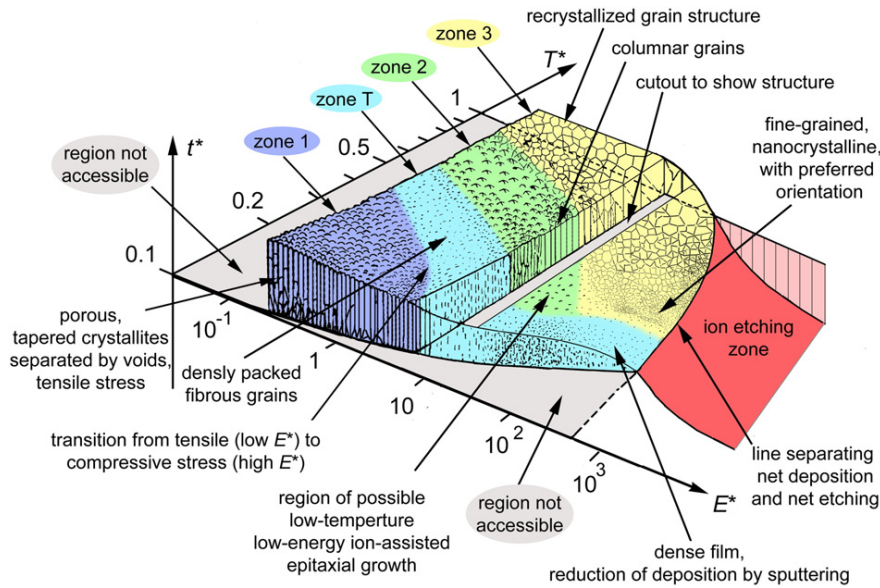 recrystallized grain structure
zone 3
T*
columnar grains
zone 2
cutout to show structure
zone T
1
fine-grained,
nanocrystalline,
with preferred
orientation
zone 1
t*
0.5
region not
accessible
0.2
0.1
10-1
porous,
tapered crystallites
separated by voids,
tensile stress
1
ion etching
zone
densly packed
fibrous grains
10
transition from tensile (low E*) to
compressive stress (high E*)
102
line separating
net deposition
and net etching
103
region of possible
low-temperture
low-energy ion-assisted
epitaxial growth
region not
accessible
E*
dense film,
reduction of deposition by sputtering